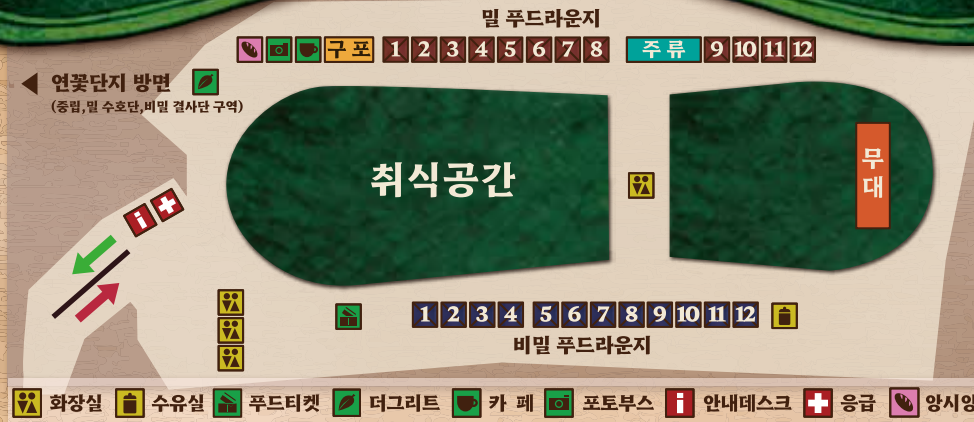 밀 푸드라운지
구 포 1 2 3 4 5 6 7 8 주 류 9 10 11 12
연꽃단지 방면
(중립,밀 수호단,비밀 결사단 구역)
취식공간
무대
i
1 2 3 4 5 6 7 8 9 10 11 12
비밀 푸드라운지
화장실 수유실 푸드티켓 더그리트 카 페 포토부스 i 안내데스크 응급 앙시앙